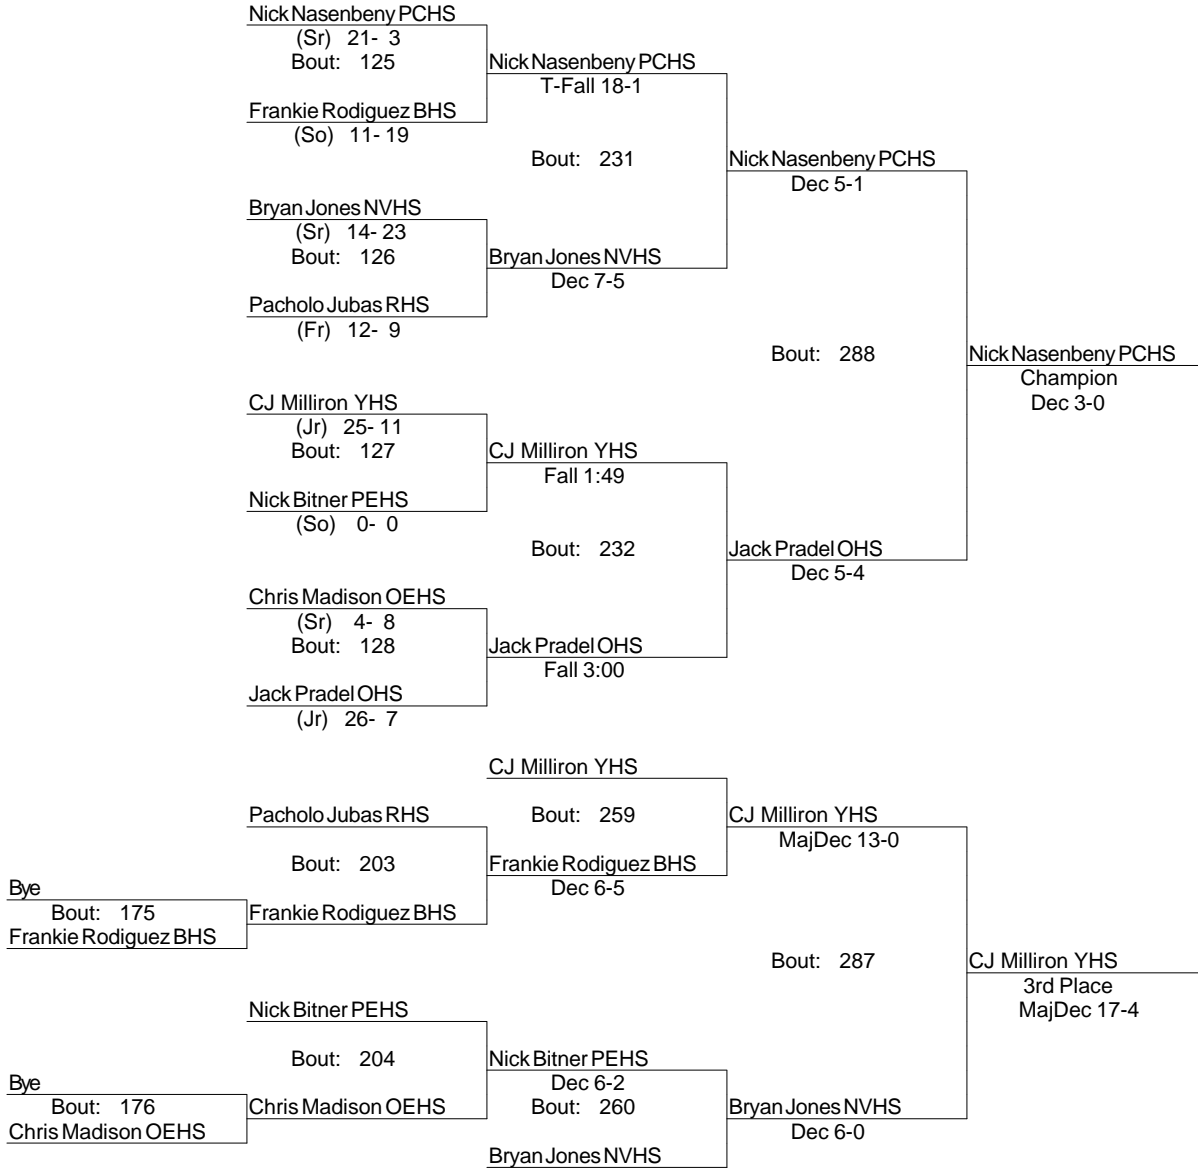 Nick Nasenbeny PCHS
(Sr) 21- 3
Bout: 125
Nick Nasenbeny PCHS
T-Fall 18-1
Frankie Rodiguez BHS
(So) 11- 19
Bout: 231
Nick Nasenbeny PCHS
Dec 5-1
Bryan Jones NVHS
(Sr) 14- 23
Bout: 126
Bryan Jones NVHS
Dec 7-5
Pacholo Jubas RHS
(Fr) 12- 9
Bout: 288
Nick Nasenbeny PCHS
Champion
Dec 3-0
CJ Milliron YHS
(Jr) 25- 11
Bout: 127
CJ Milliron YHS
Fall 1:49
Nick Bitner PEHS
(So) 0- 0
Bout: 232
Jack Pradel OHS
Dec 5-4
Chris Madison OEHS
(Sr) 4- 8
Bout: 128
Jack Pradel OHS
Fall 3:00
Jack Pradel OHS
(Jr) 26- 7
CJ Milliron YHS
Pacholo Jubas RHS
Bout: 259
CJ Milliron YHS
MajDec 13-0
Bout: 203
Frankie Rodiguez BHS
Dec 6-5
Bye
Bout: 175
Frankie Rodiguez BHS
Frankie Rodiguez BHS
Bout: 287
CJ Milliron YHS
3rd Place
MajDec 17-4
Nick Bitner PEHS
Bout: 204
Nick Bitner PEHS
Dec 6-2
Bye
Bout: 176
Chris Madison OEHS
Chris Madison OEHS
Bout: 260
Bryan Jones NVHS
Dec 6-0
Bryan Jones NVHS